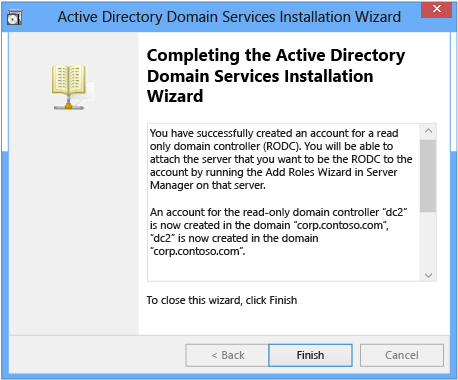 Active Directory Domain Services Installation Wizard
Completing the Active Directory
Domain Services Installation
Wizard
You have successfully created an account for a read
only domain controller (RODC). You will be able to
attach the server that you want to be the RODC to the
account by running the Add Roles Wizard in Server
Manager on that server.
An account for the read-only domain controller “dc2”
is now created in the domain “corp.contoso.com”,
“dc2” is now created in the domain
“corp.contoso.com”.
To close this wizard, click Finish
< Back
Finish
Cancel